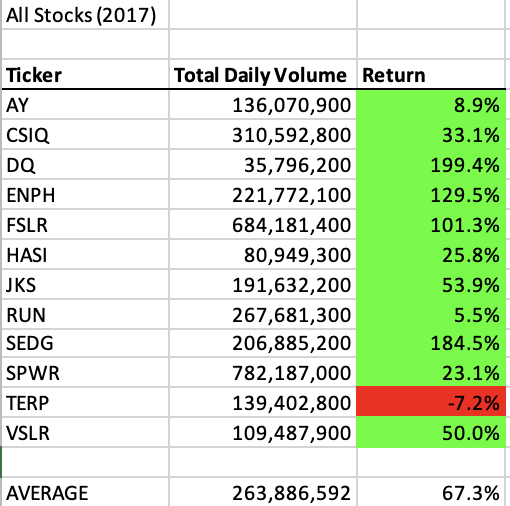 All Stocks (2017)
Ticker Total Daily Volume Return
AY 136,070,900 8.9%
CSIQ 310,592,800 33.1%
DQ 35,796,200 199.4%
ENPH 221,772,100 129.5%
FSLR 684,181,400 101.3%
HASI 80,949,300 25.8%
JKS 191,632,200 53.9%
RUN 267,681,300 5.5%
SEDG 206,885,200 184.5%
SPWR 782,187,000 23.1%
TERP 139,402,800 -7.2%
VSLR 109,487,900 50.0%
AVERAGE 263,886,592 67.3%